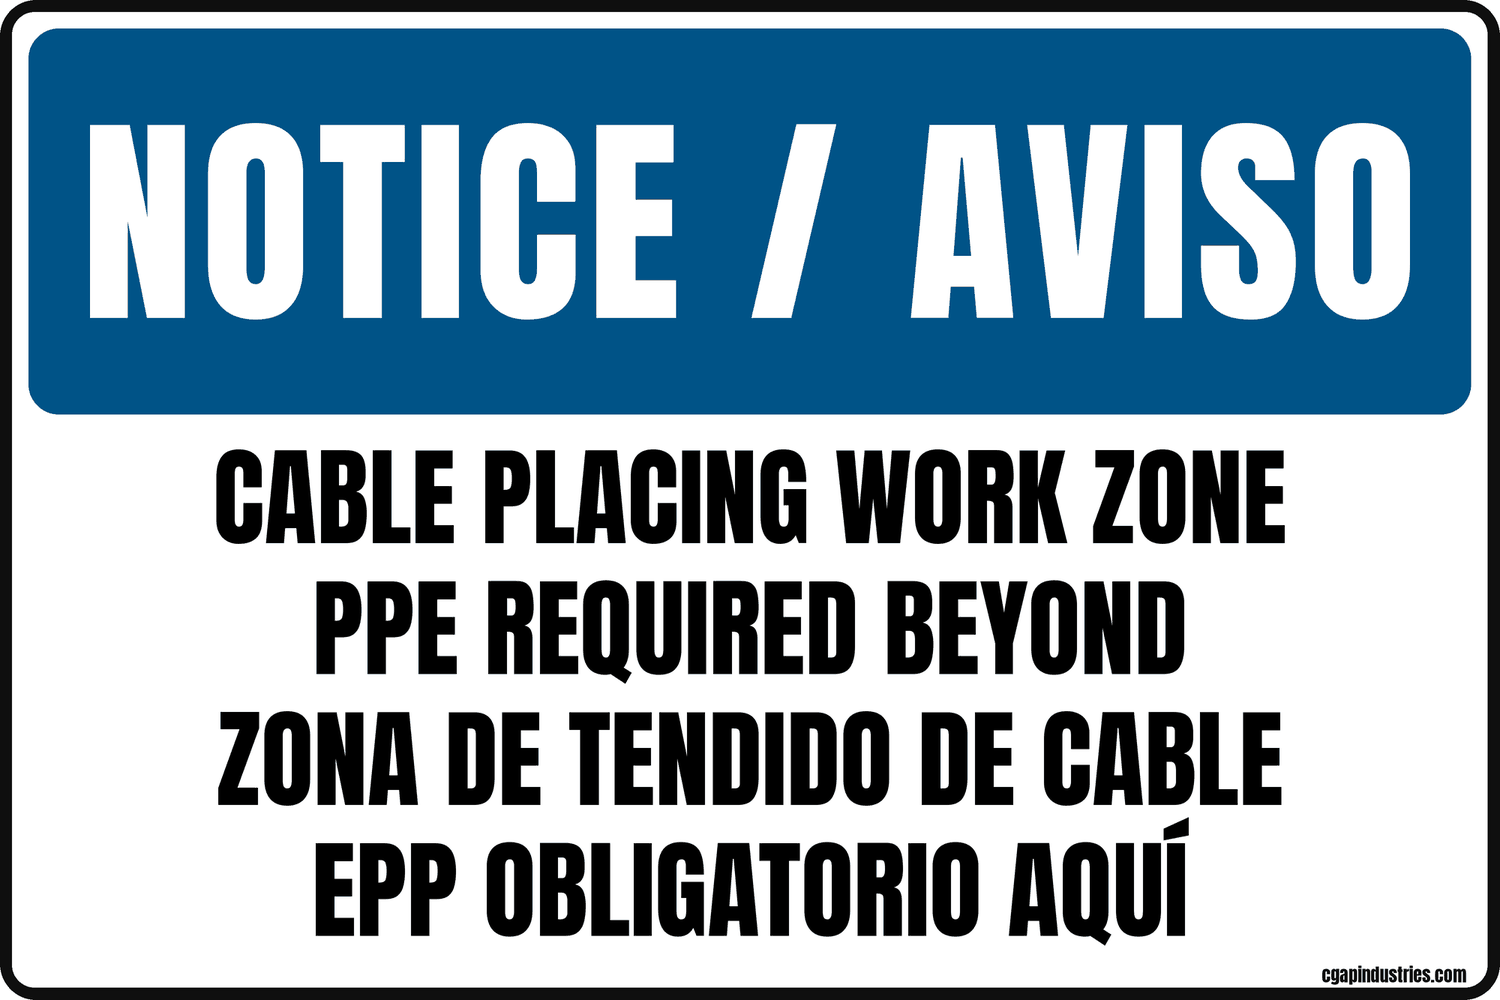 NOTICE / AVISO
CABLE PLACING WORK ZONE
PPE REQUIRED BEYOND
ZONA DE TENDIDO DE CABLE
EPP OBLIGATORIO AQUÍ
cgapindustries.com